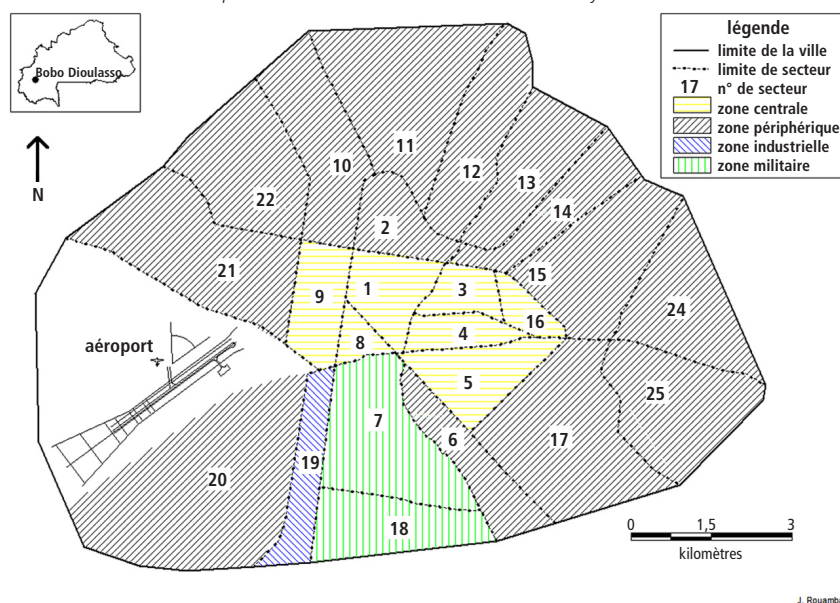 Bobo Dioulasso
N
légende
limite de la ville
limite de secteur
17 n° de secteur
zone centrale
zone périphérique
zone industrielle
zone militaire
11
10
12
13
22
14
2
21
15
9
1
3
24
16
aéroport
8
4
5
25
7
6
17
19
20
18
0 1,5 3
kilomètres
J. Rouamba